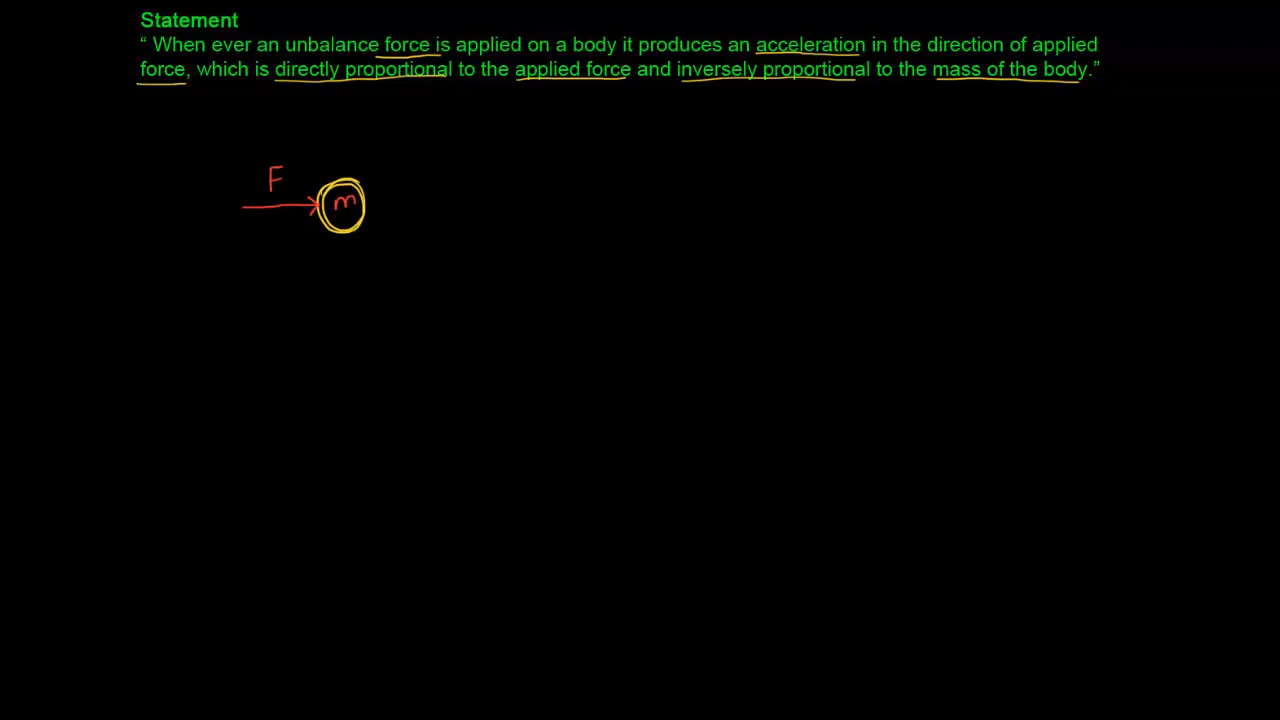 Statement
“ When ever an unbalance force is applied on a body it produces an acceleration in the direction of applied
force, which is directly proportional to the applied force and inversely proportional to the mass of the body.”
F
m